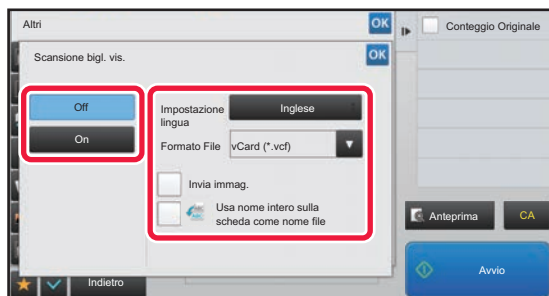 Altri
OK
Conteggio Originale
Scansione bigl. vis.
OK
Off
On
Impostazione
lingua
Inglese
Formato File
vCard (*.vcf)
Invia immag.
Usa nome intero sulla
scheda come nome file
Anteprima
CA
Indietro
Avvio